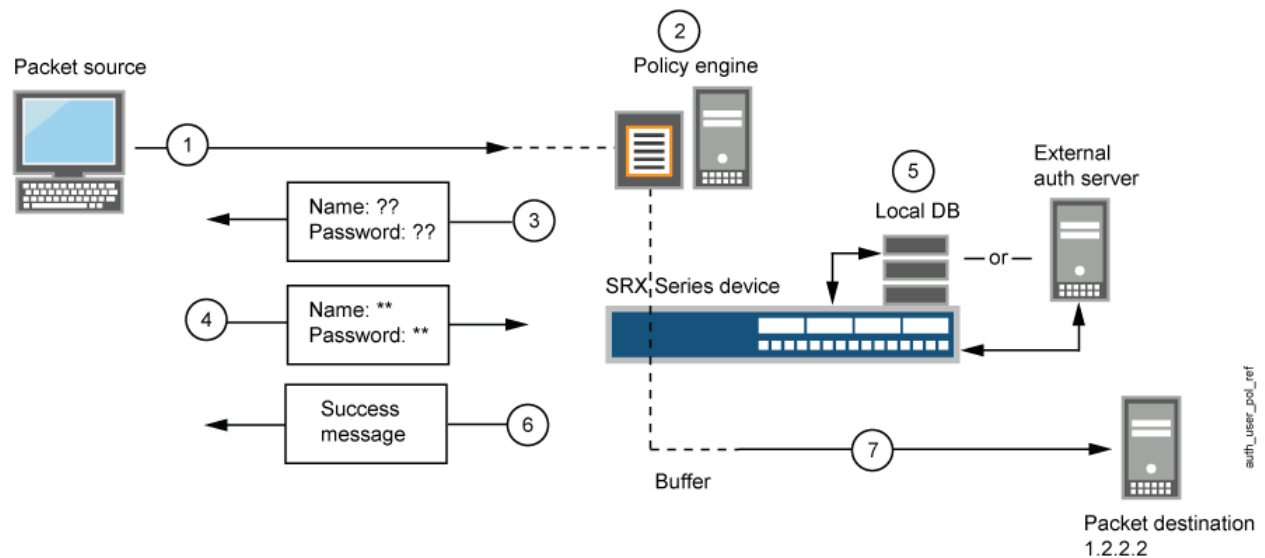 2
Policy engine
Packet source
1
External
auth server
5
Local DB
Name: ??
Password: ??
3
or
SRX Series device
4
Name: **
Password: **
Success
message
6
7
Buffer
Packet destination
1.2.2.2
auth_user_pol_ref